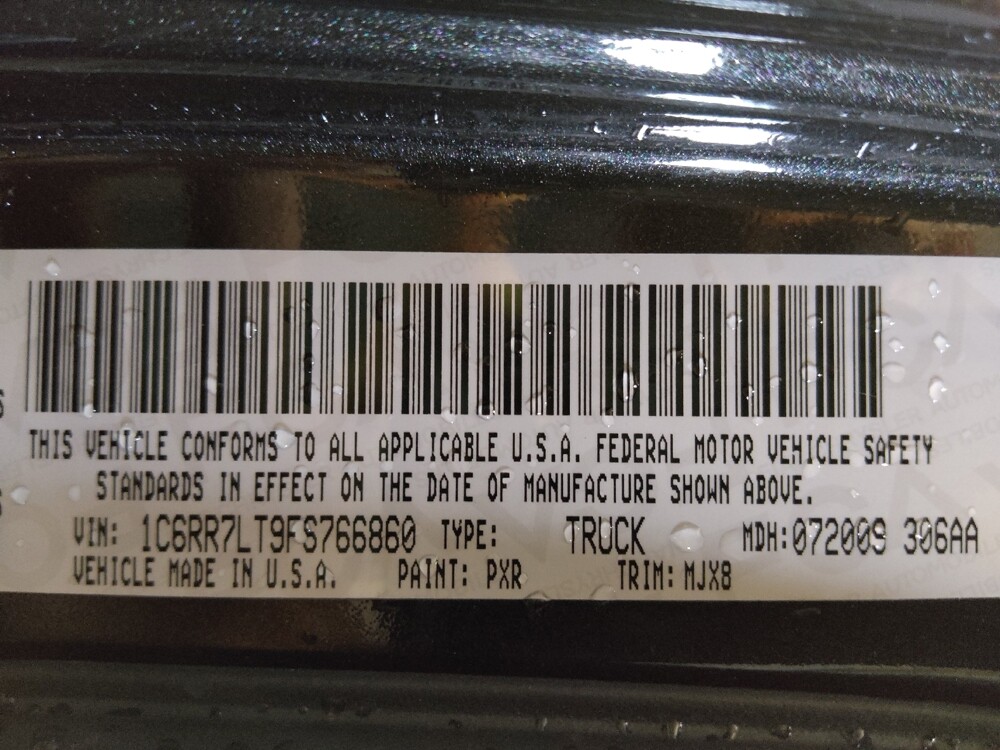 THIS VEHICLE CONFORMS TO ALL APPLICABLE U.S.A. FEDERAL MOTOR VEHICLE SAFETY
STANDARDS IN EFFECT ON THE DATE OF MANUFACTURE SHOWN ABOVE.
VIN: 1C6RR7LT9FS766860 TYPE: TRUCK MDH:072009 306AA
VEHICLE MADE IN U.S.A. PAINT: PXR TRIM: MJX8